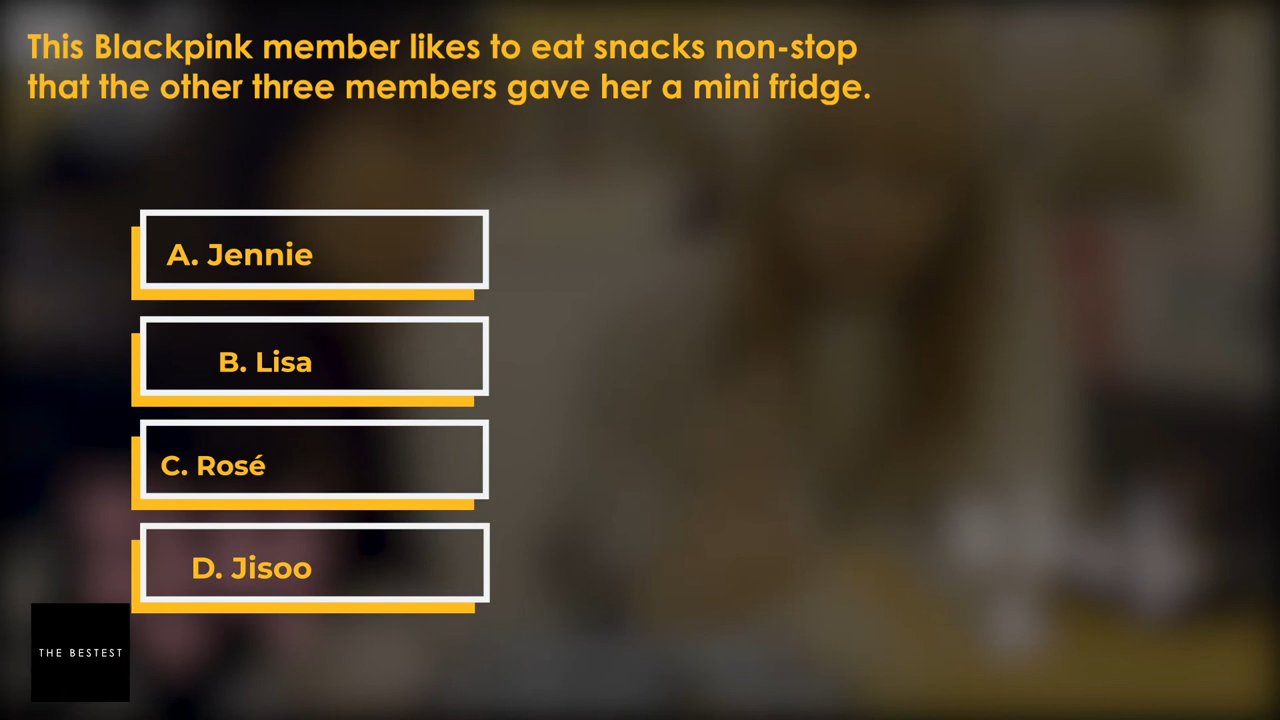 This Blackpink member likes to eat snacks non-stop
that the other three members gave her a mini fridge.
A. Jennie
B. Lisa
C. Rosé
D. Jisoo
THE BESTEST